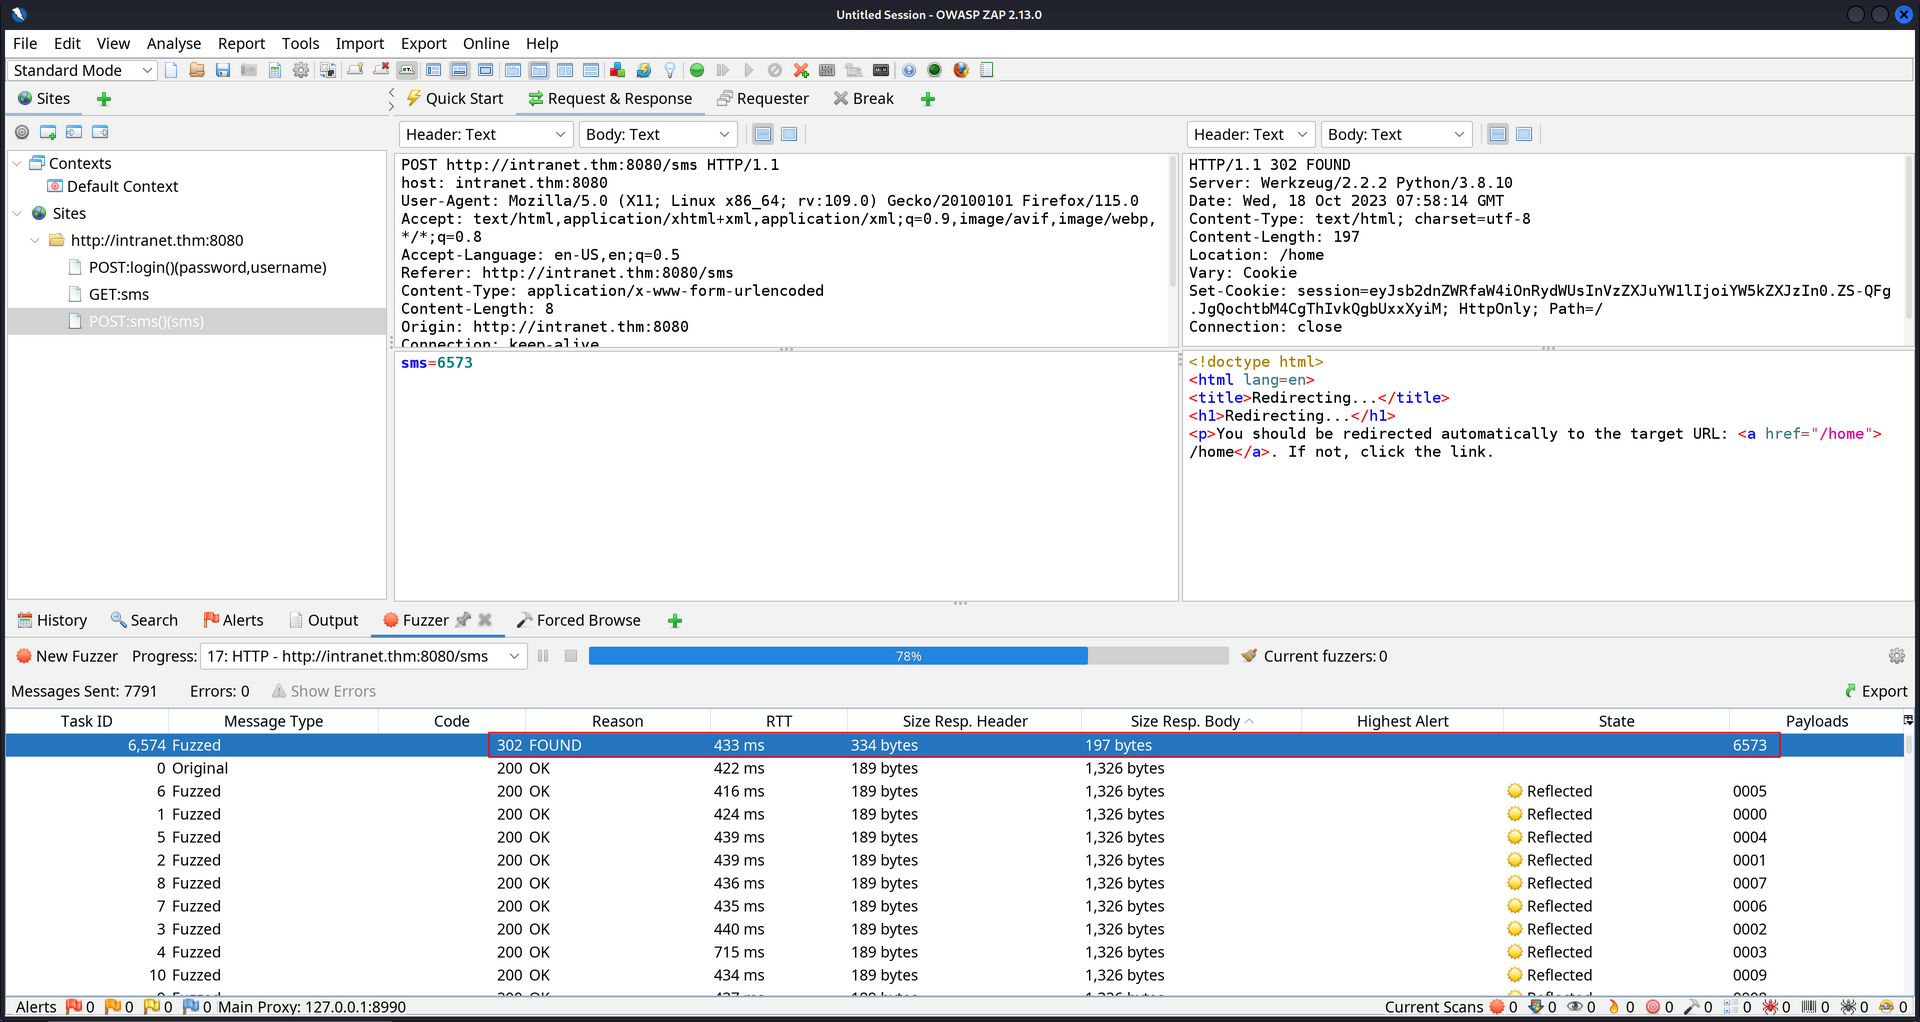 Untitled Session - OWASP ZAP 2.13.0
File Edit View Analyse Report Tools Import Export Online Help
Standard Mode
Sites
Quick Start Request & Response Requester Break
Header: Text Body: Text
Header: Text Body: Text
Contexts
Default Context
Sites
http://intranet.thm:8080
POST:login()(password,username)
GET:sms
POST:sms()(sms)
POST http://intranet.thm:8080/sms HTTP/1.1
host: intranet.thm:8080
User-Agent: Mozilla/5.0 (X11; Linux x86_64; rv:109.0) Gecko/20100101 Firefox/115.0
Accept: text/html,application/xhtml+xml,application/xml;q=0.9,image/avif,image/webp,
*/*;q=0.8
Accept-Language: en-US,en;q=0.5
Referer: http://intranet.thm:8080/sms
Content-Type: application/x-www-form-urlencoded
Content-Length: 8
Origin: http://intranet.thm:8080
Connection: keep-alive
sms=6573
HTTP/1.1 302 FOUND
Server: Werkzeug/2.2.2 Python/3.8.10
Date: Wed, 18 Oct 2023 07:58:14 GMT
Content-Type: text/html; charset=utf-8
Content-Length: 197
Location: /home
Vary: Cookie
Set-Cookie: session=eyJsb2dnZWRfaW4iOnRydWUsInVzZXJuYW1lIjoiYW5kZXJzIn0.ZS-QFg
.JgQochtbM4CgThIvkQgbUxxXyiM; HttpOnly; Path=/
Connection: close
<!doctype html>
<html lang=en>
<title>Redirecting...</title>
<h1>Redirecting...</h1>
<p>You should be redirected automatically to the target URL: <a href="/home">
/home</a>. If not, click the link.
History Search Alerts Output Fuzzer Forced Browse
New Fuzzer Progress: 17: HTTP - http://intranet.thm:8080/sms 78% Current fuzzers: 0
Messages Sent: 7791 Errors: 0 Show Errors Export
Task ID Message Type Code Reason RTT Size Resp. Header Size Resp. Body Highest Alert State Payloads
6,574 Fuzzed 302 FOUND 433 ms 334 bytes 197 bytes 6573
0 Original 200 OK 422 ms 189 bytes 1,326 bytes
6 Fuzzed 200 OK 416 ms 189 bytes 1,326 bytes Reflected 0005
1 Fuzzed 200 OK 424 ms 189 bytes 1,326 bytes Reflected 0000
5 Fuzzed 200 OK 439 ms 189 bytes 1,326 bytes Reflected 0004
2 Fuzzed 200 OK 439 ms 189 bytes 1,326 bytes Reflected 0001
8 Fuzzed 200 OK 436 ms 189 bytes 1,326 bytes Reflected 0007
7 Fuzzed 200 OK 435 ms 189 bytes 1,326 bytes Reflected 0006
3 Fuzzed 200 OK 440 ms 189 bytes 1,326 bytes Reflected 0002
4 Fuzzed 200 OK 715 ms 189 bytes 1,326 bytes Reflected 0003
10 Fuzzed 200 OK 434 ms 189 bytes 1,326 bytes Reflected 0009
Alerts 0 0 0 0 Main Proxy: 127.0.0.1:8990 Current Scans 0 0 0 0 0 0 0 0 0 0 0